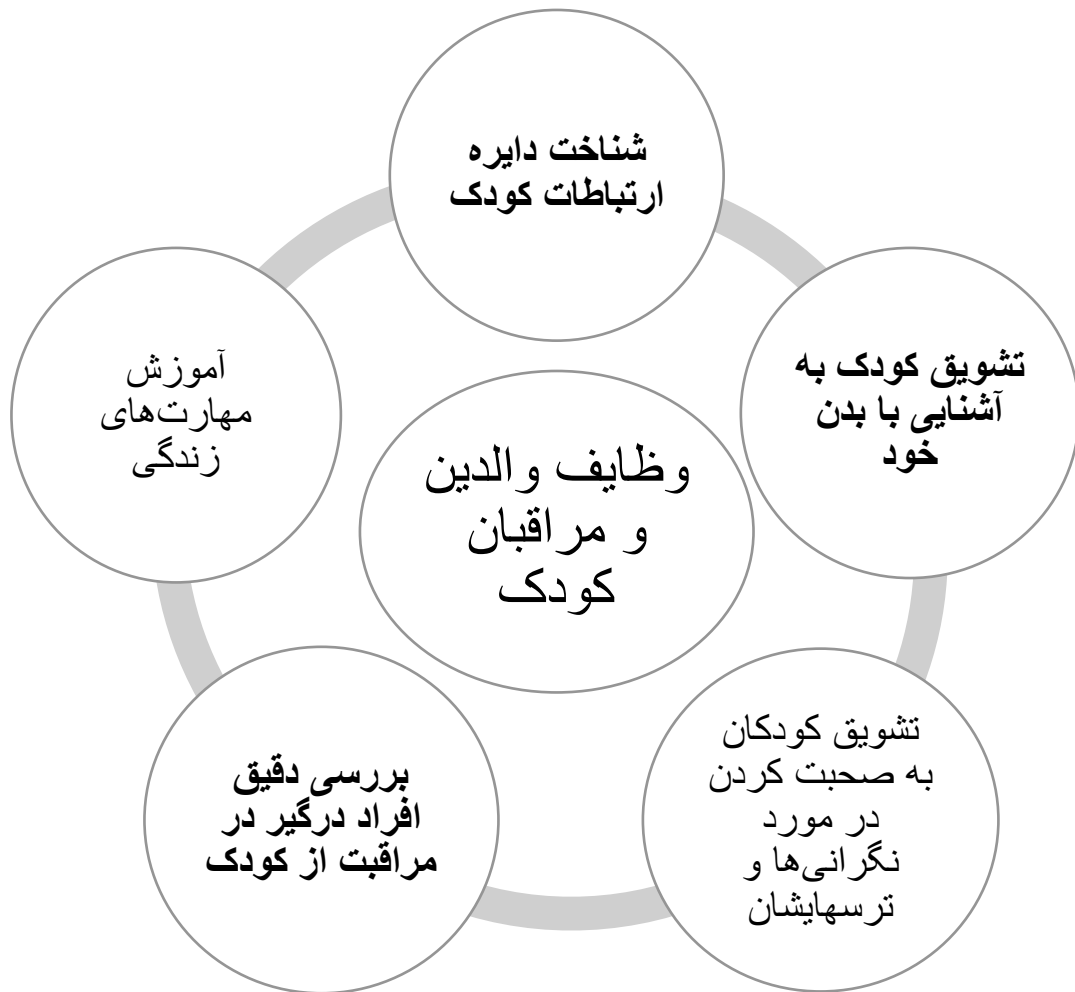 شناخت دایره
ارتباطات کودک
تشویق کودک به
آشنایی با بدن
خود
تشویق کودکان
به صحبت کردن
در مورد
نگرانی‌ها و
ترسهایشان
بررسی دقیق
افراد درگیر در
مراقبت از کودک
آموزش
مهارت‌های
زندگی
وظایف والدین
و مراقبان
کودک